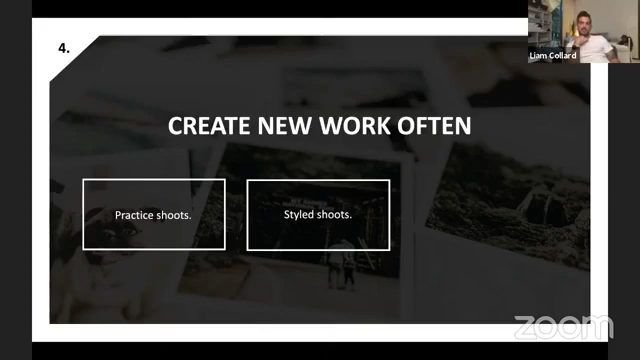 4.
Liam Collard
CREATE NEW WORK OFTEN
Practice shoots.
Styled shoots.
zoom